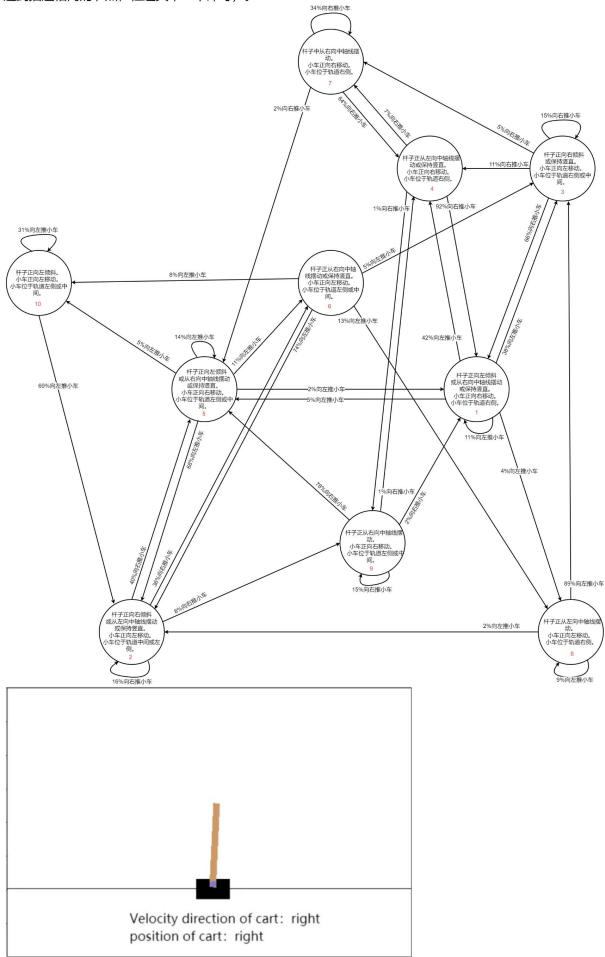 34%向右推小车
杆子中从右向中轴线摆
动。
小车正向右移动。
小车位于轨道右侧。
7
2%向右推小车
64%向右推小车
7%向右推小车
5%向右推小车
15%向右推小车
杆子正从左向中轴线摆
动或保持竖直。
小车正向右移动。
小车位于轨道右侧。
4
11%向右推小车
杆子正向右倾斜
或保持竖直。
小车正向左移动。
小车位于轨道右侧或中
间。
3
1%向右推小车
92%向右推小车
66%向右推小车
31%向左推小车
杆子正向左倾斜。
小车正向左移动。
小车位于轨道左侧或中
间。
10
8%向左推小车
杆子正从右向中轴
线摆动或保持竖直。
小车正向左移动。
小车位于轨道左侧或中
间。
6
5%向左推小车
13%向左推小车
74%向左推小车
42%向左推小车
38%向左推小车
5%向左推小车
14%向左推小车
11%向左推小车
杆子正向左倾斜
或从右向中轴线摆动
或保持竖直。
小车正向右移动。
小车位于轨道左侧或中
间。
5
2%向左推小车
5%向左推小车
杆子正向左倾斜
或从右向中轴线摆动
或保持竖直。
小车正向右移动。
小车位于轨道右侧。
1
11%向左推小车
69%向左推小车
68%向左推小车
4%向左推小车
79%向右推小车
1%向右推小车
2%向右推小车
杆子正从右向中轴线摆
动。
小车正向右移动。
小车位于轨道左侧或中
间。
9
15%向右推小车
40%向右推小车
36%向右推小车
8%向右推小车
89%向左推小车
杆子正向右倾斜
或从左向中轴线摆动
或保持竖直。
小车正向左移动。
小车位于轨道中间或左
侧。
2
16%向右推小车
2%向左推小车
杆子正从左向中轴线摆
动。
小车正向左移动。
小车位于轨道右侧。
8
9%向左推小车
Velocity direction of cart: right
position of cart: right